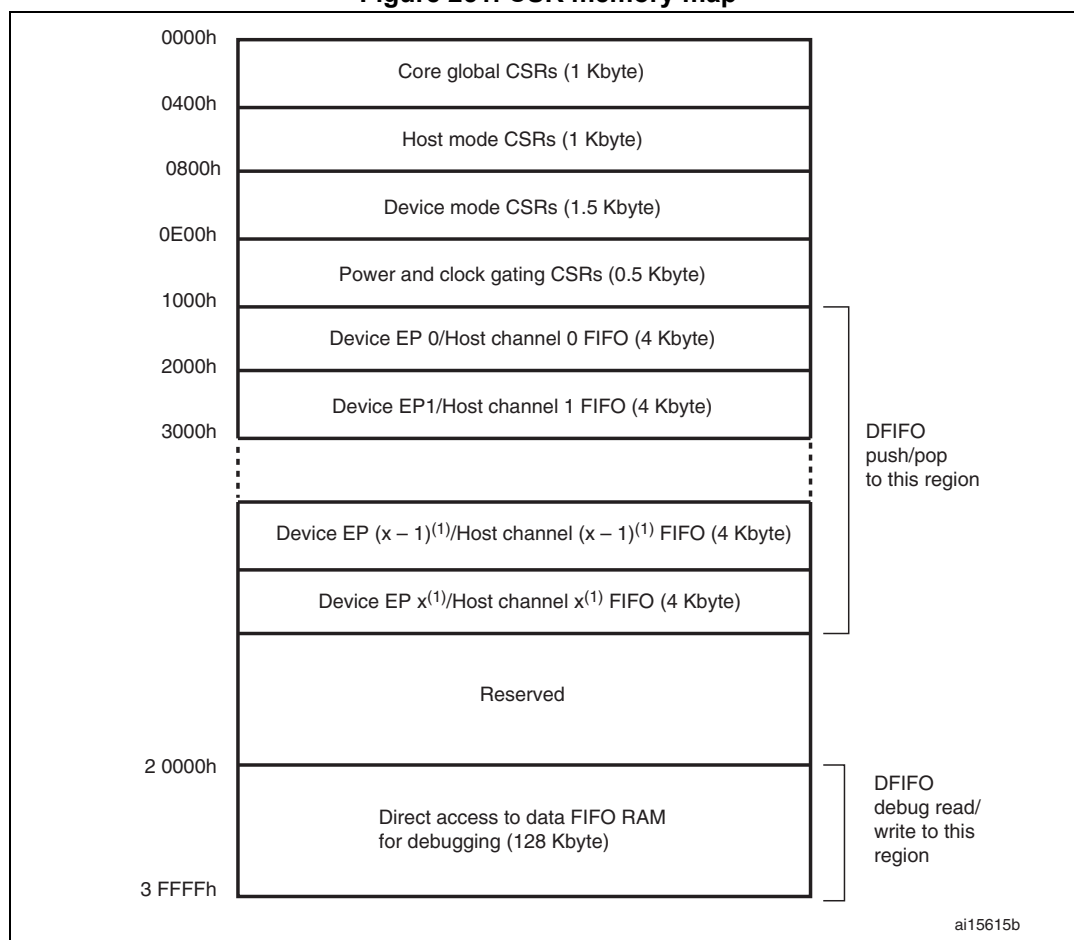 Figure CSR memory map
0000h
Core global CSRs (1 Kbyte)
0400h
Host mode CSRs (1 Kbyte)
0800h
Device mode CSRs (1.5 Kbyte)
0E00h
Power and clock gating CSRs (0.5 Kbyte)
1000h
Device EP 0/Host channel 0 FIFO (4 Kbyte)
2000h
Device EP1/Host channel 1 FIFO (4 Kbyte)
3000h
DFIFO
push/pop
to this region
Device EP (x – 1)(1)/Host channel (x – 1)(1) FIFO (4 Kbyte)
Device EP x(1)/Host channel x(1) FIFO (4 Kbyte)
Reserved
2 0000h
DFIFO
debug read/
write to this
region
Direct access to data FIFO RAM
for debugging (128 Kbyte)
3 FFFFh
ai15615b